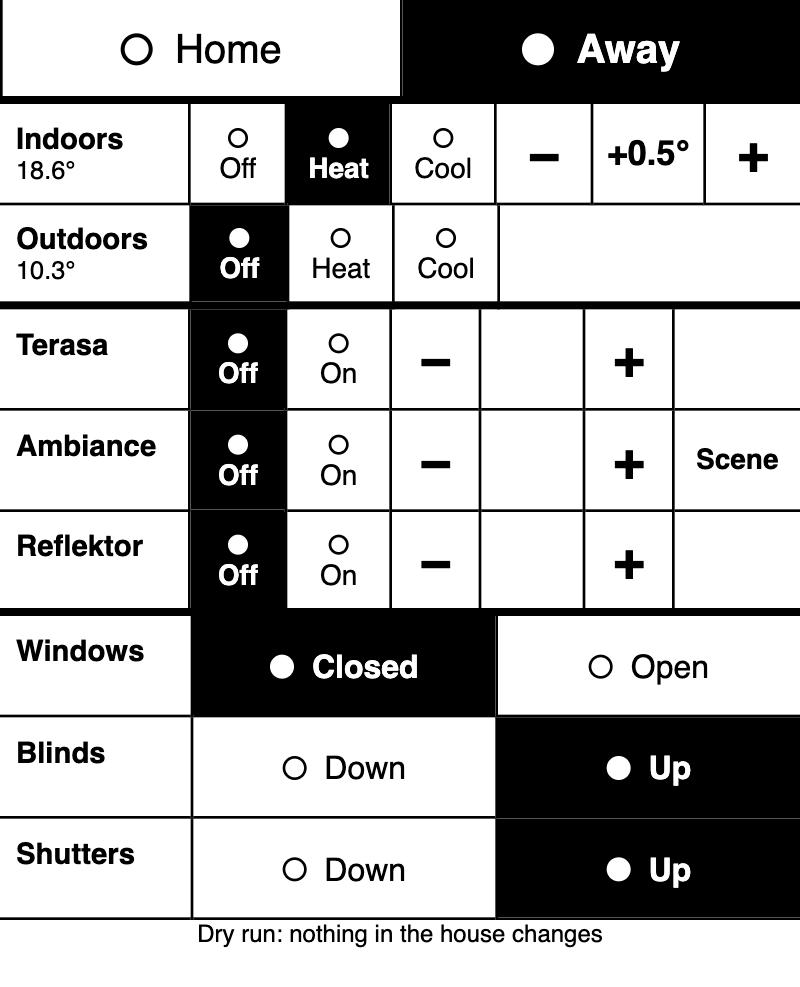 Home Away
Indoors
18.6°
Off Heat Cool − +0.5° +
Outdoors
10.3°
Off Heat Cool
Terasa
Off On − +
Ambiance
Off On − + Scene
Reflektor
Off On − +
Windows Closed Open
Blinds Down Up
Shutters Down Up
Dry run: nothing in the house changes